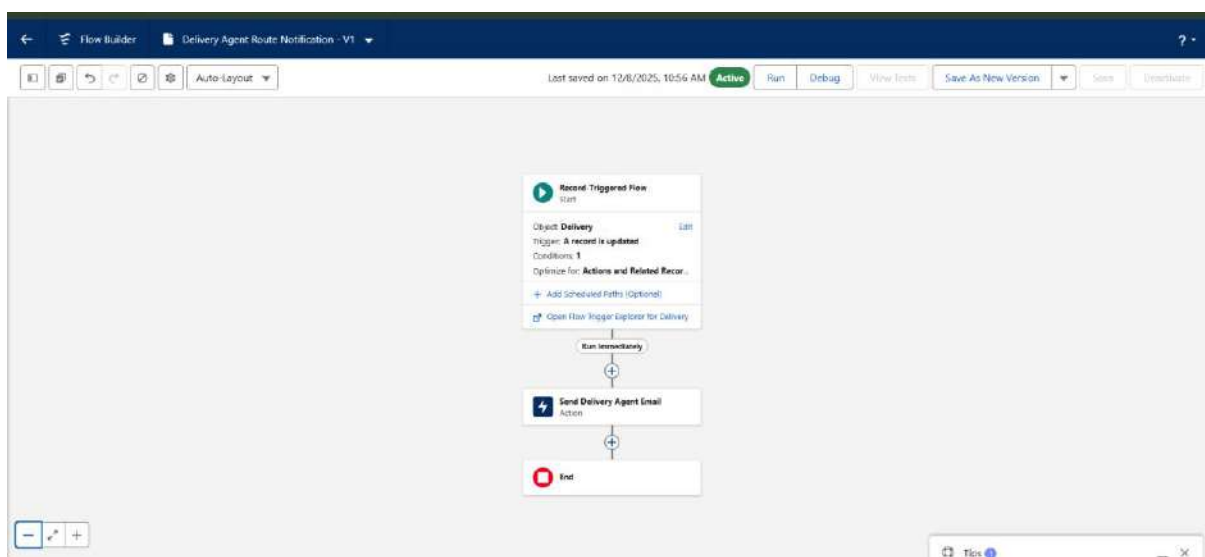 Flow Builder
Delivery Agent Route Notification - V1
? 
Auto-Layout
Last saved on 12/8/2025, 10:56 AM
Active
Run
Debug
View Tests
Save As New Version
Save
Deactivate
Record-Triggered Flow
Start
Object: Delivery
Edit
Trigger: A record is updated
Conditions: 1
Optimize for: Actions and Related Recor...
+ Add Scheduled Paths (Optional)
Open Flow Trigger Explorer for Delivery
Run Immediately
Send Delivery Agent Email
Action
End
Tips